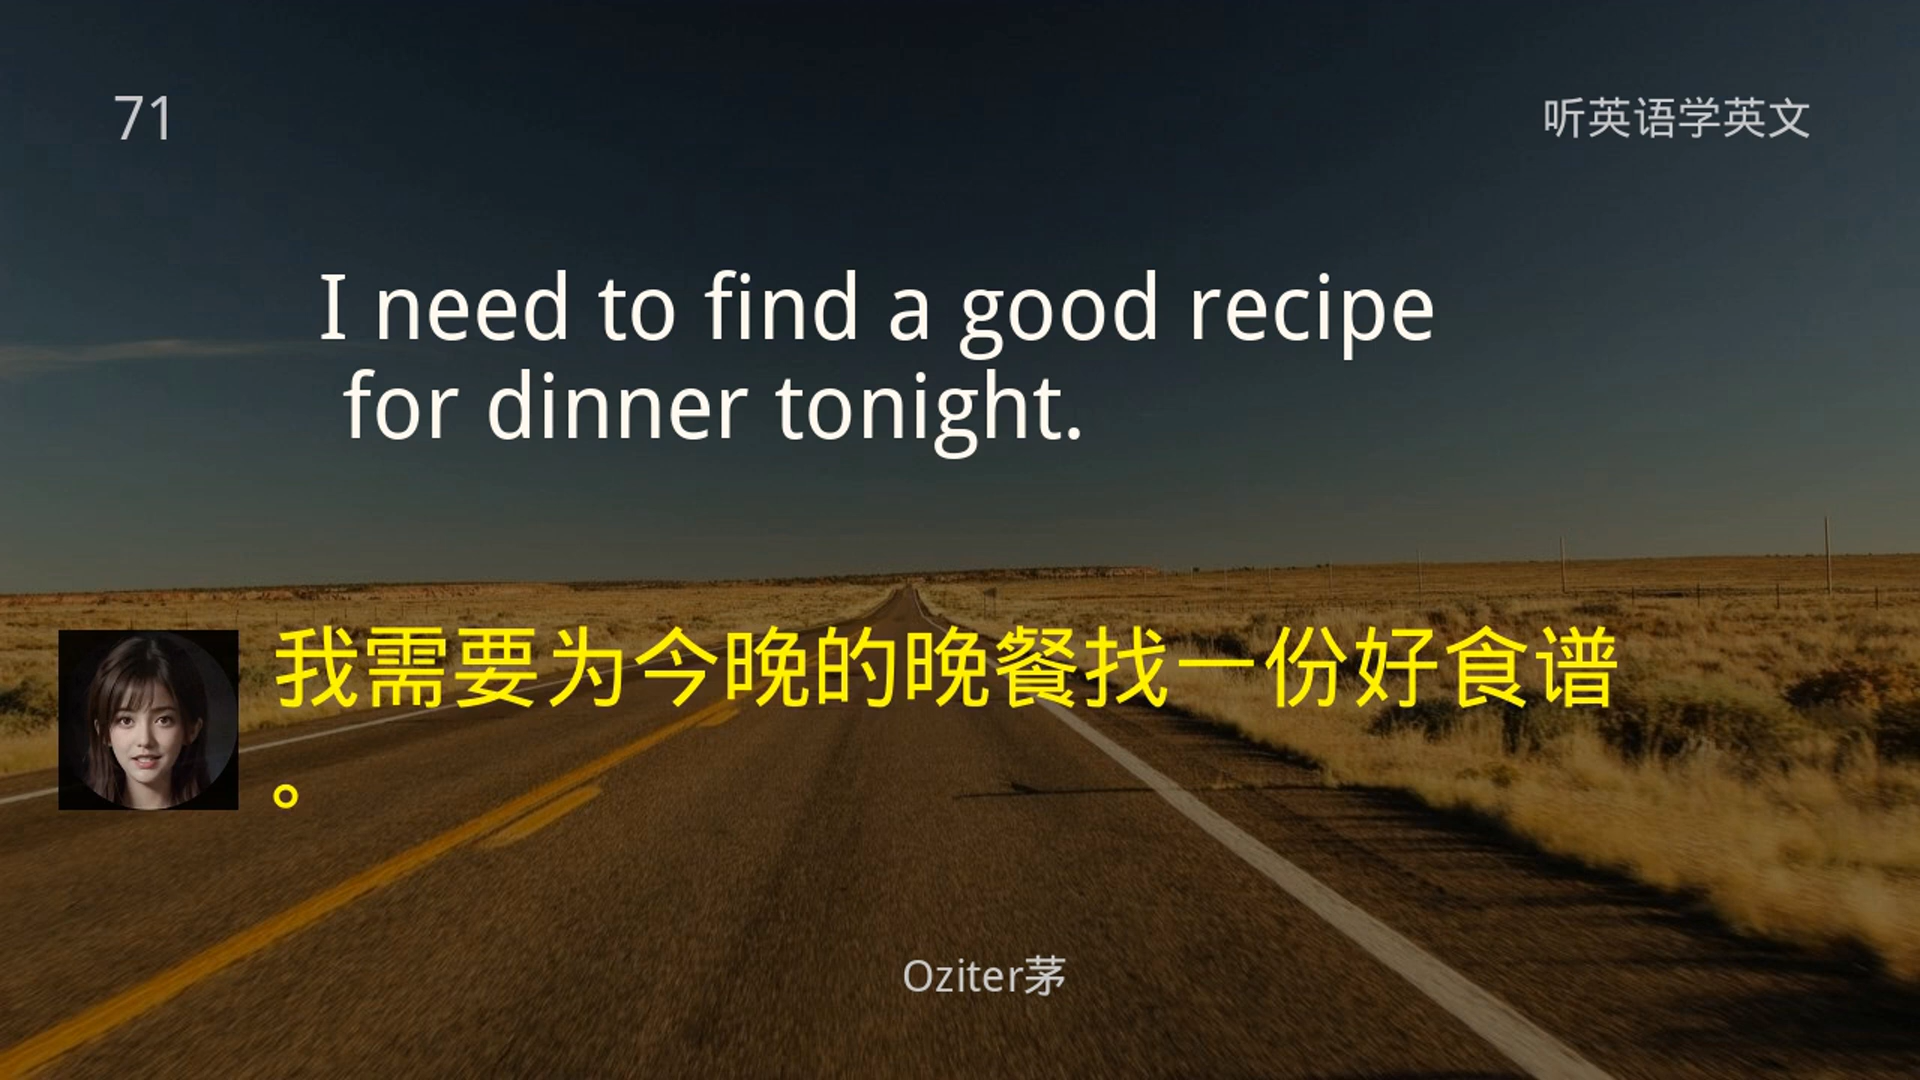 71
听英语学英文
I need to find a good recipe
for dinner tonight.
我需要为今晚的晚餐找一份好食谱
。
Oziter茅